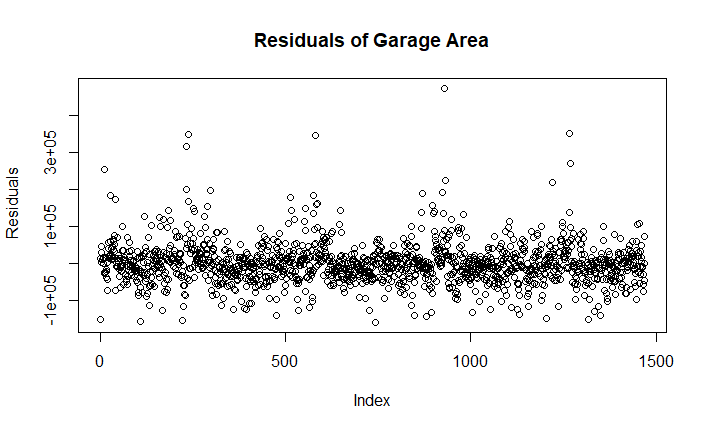 Residuals of Garage Area
Residuals
3e+05
1e+05
-1e+05
0 500 1000 1500
Index